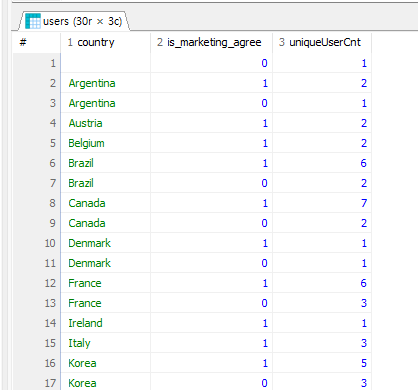 users (30r × 3c)
# 1 country 2 is_marketing_agree 3 uniqueUserCnt
1 0 1
2 Argentina 1 2
3 Argentina 0 1
4 Austria 1 2
5 Belgium 1 2
6 Brazil 1 6
7 Brazil 0 2
8 Canada 1 7
9 Canada 0 2
10 Denmark 1 1
11 Denmark 0 1
12 France 1 6
13 France 0 3
14 Ireland 1 1
15 Italy 1 3
16 Korea 1 5
17 Korea 0 3